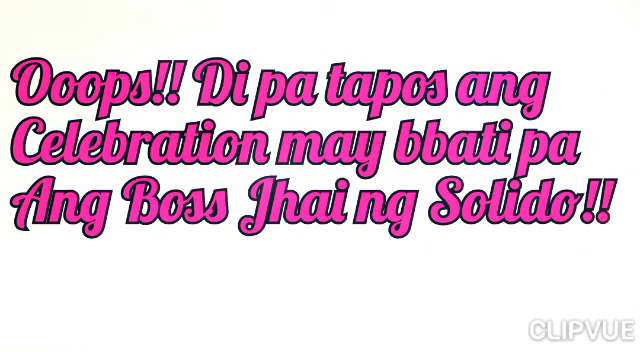 Ooops!! Di pa tapos ang
Celebration may bbati pa
Ang Boss Jhai ng Solido!!
CLIPVUE